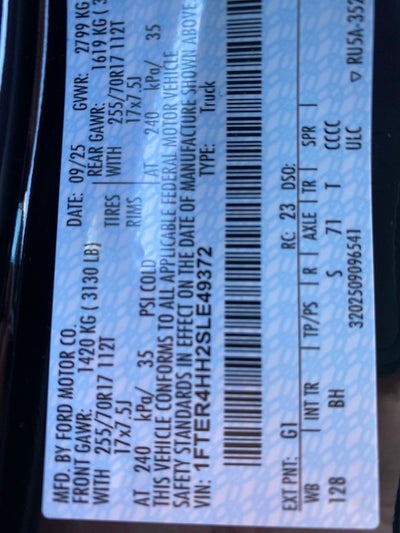 MFD. BY FORD MOTOR CO.
DATE: 09/25 GWVR: 2799 KG
FRONT GAWR: 1420 KG ( 3130 LB) REAR GAWR: 1619 KG
WITH 255/70R17 112T TIRES WITH 255/70R17 112T
17x7.5J RIMS 17x7.5J
AT 240 kPa/ 35 PSI COLD AT 240 kPa/ 35
THIS VEHICLE CONFORMS TO ALL APPLICABLE FEDERAL MOTOR VEHICLE
SAFETY STANDARDS IN EFFECT ON THE DATE OF MANUFACTURE SHOWN ABOVE
VIN: 1FTER4HH2SLE49372 TYPE: Truck
EXT PNT: G1 RC: 23 DSO:
WB INT TR TP/PS R AXLE TR SPR
128 BH S 71 T CCCC
3202509096541 ULC
▽ RU5A-352